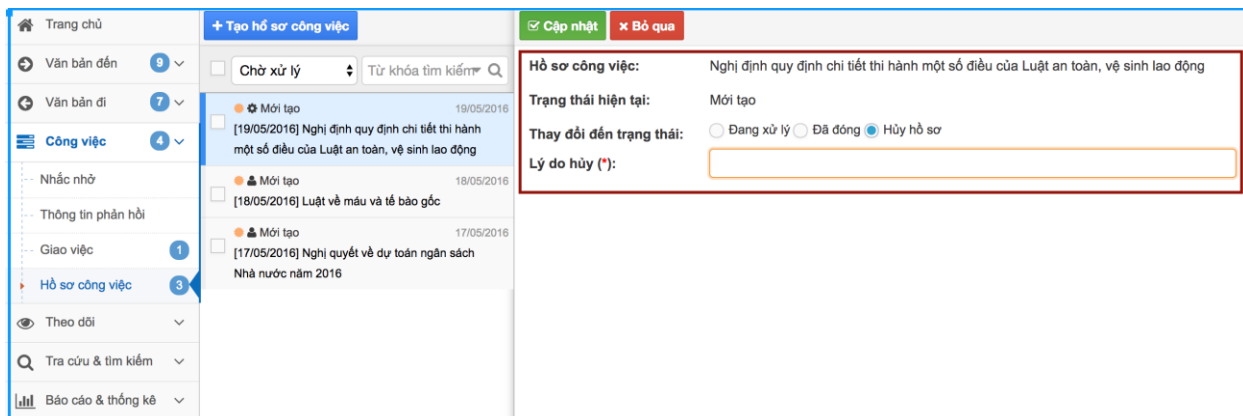 Trang chủ
Văn bản đến 9
Văn bản đi 7
Công việc 4
Nhắc nhở
Thông tin phản hồi
Giao việc 1
Hồ sơ công việc 3
Theo dõi
Tra cứu & tìm kiếm
Báo cáo & thống kê
+ Tạo hồ sơ công việc
Chờ xử lý Từ khóa tìm kiếm
Mới tạo 19/05/2016
[19/05/2016] Nghị định quy định chi tiết thi hành
một số điều của Luật an toàn, vệ sinh lao động
Mới tạo 18/05/2016
[18/05/2016] Luật về máu và tế bào gốc
Mới tạo 17/05/2016
[17/05/2016] Nghị quyết về dự toán ngân sách
Nhà nước năm 2016
Cập nhật × Bỏ qua
Hồ sơ công việc: Nghị định quy định chi tiết thi hành một số điều của Luật an toàn, vệ sinh lao động
Trạng thái hiện tại: Mới tạo
Thay đổi đến trạng thái: Đang xử lý Đã đóng Hủy hồ sơ
Lý do hủy (*):